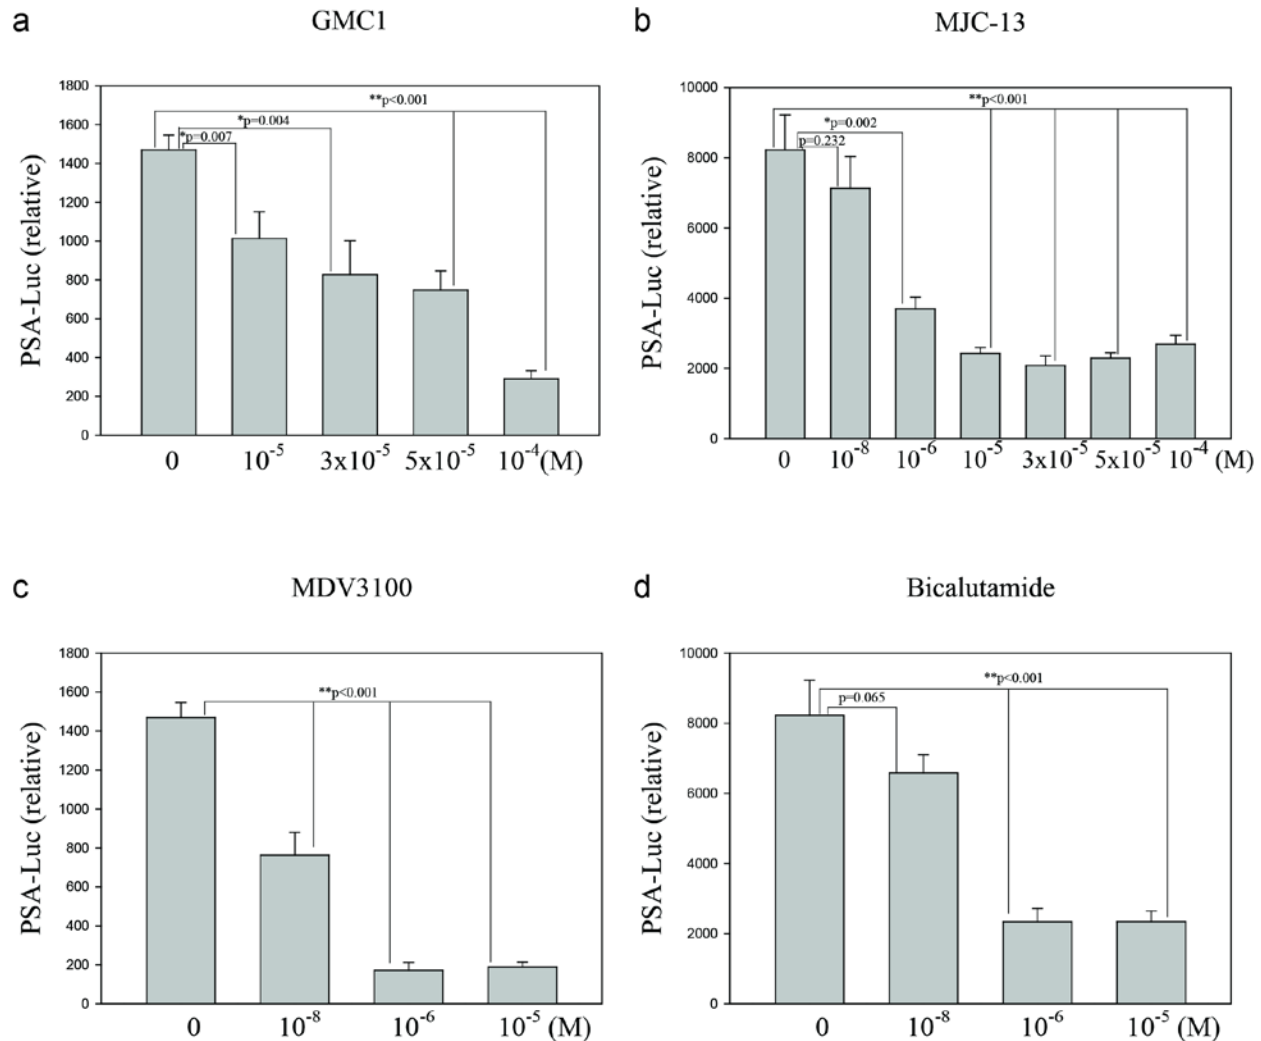 a
GMC1
PSA-Luc (relative)
1800
1600
1400
1200
1000
800
600
400
200
0
**p<0.001
*p=0.004
*p=0.007
0 10⁻⁵ 3x10⁻⁵ 5x10⁻⁵ 10⁻⁴(M)
b
MJC-13
PSA-Luc (relative)
10000
8000
6000
4000
2000
0
**p<0.001
*p=0.002
p=0.232
0 10⁻⁸ 10⁻⁶ 10⁻⁵ 3x10⁻⁵ 5x10⁻⁵ 10⁻⁴ (M)
c
MDV3100
PSA-Luc (relative)
1800
1600
1400
1200
1000
800
600
400
200
0
**p<0.001
0 10⁻⁸ 10⁻⁶ 10⁻⁵ (M)
d
Bicalutamide
PSA-Luc (relative)
10000
8000
6000
4000
2000
0
**p<0.001
p=0.065
0 10⁻⁸ 10⁻⁶ 10⁻⁵ (M)